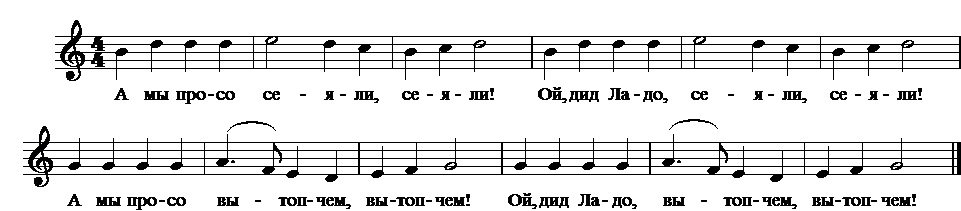 А мы про-со се - я - ли, се - я - ли! Ой, дид Ла-до, се - я - ли, се - я - ли!
А мы про-со вы - топ-чем, вы-топ-чем! Ой, дид Ла-до, вы - топ-чем, вы-топ-чем!